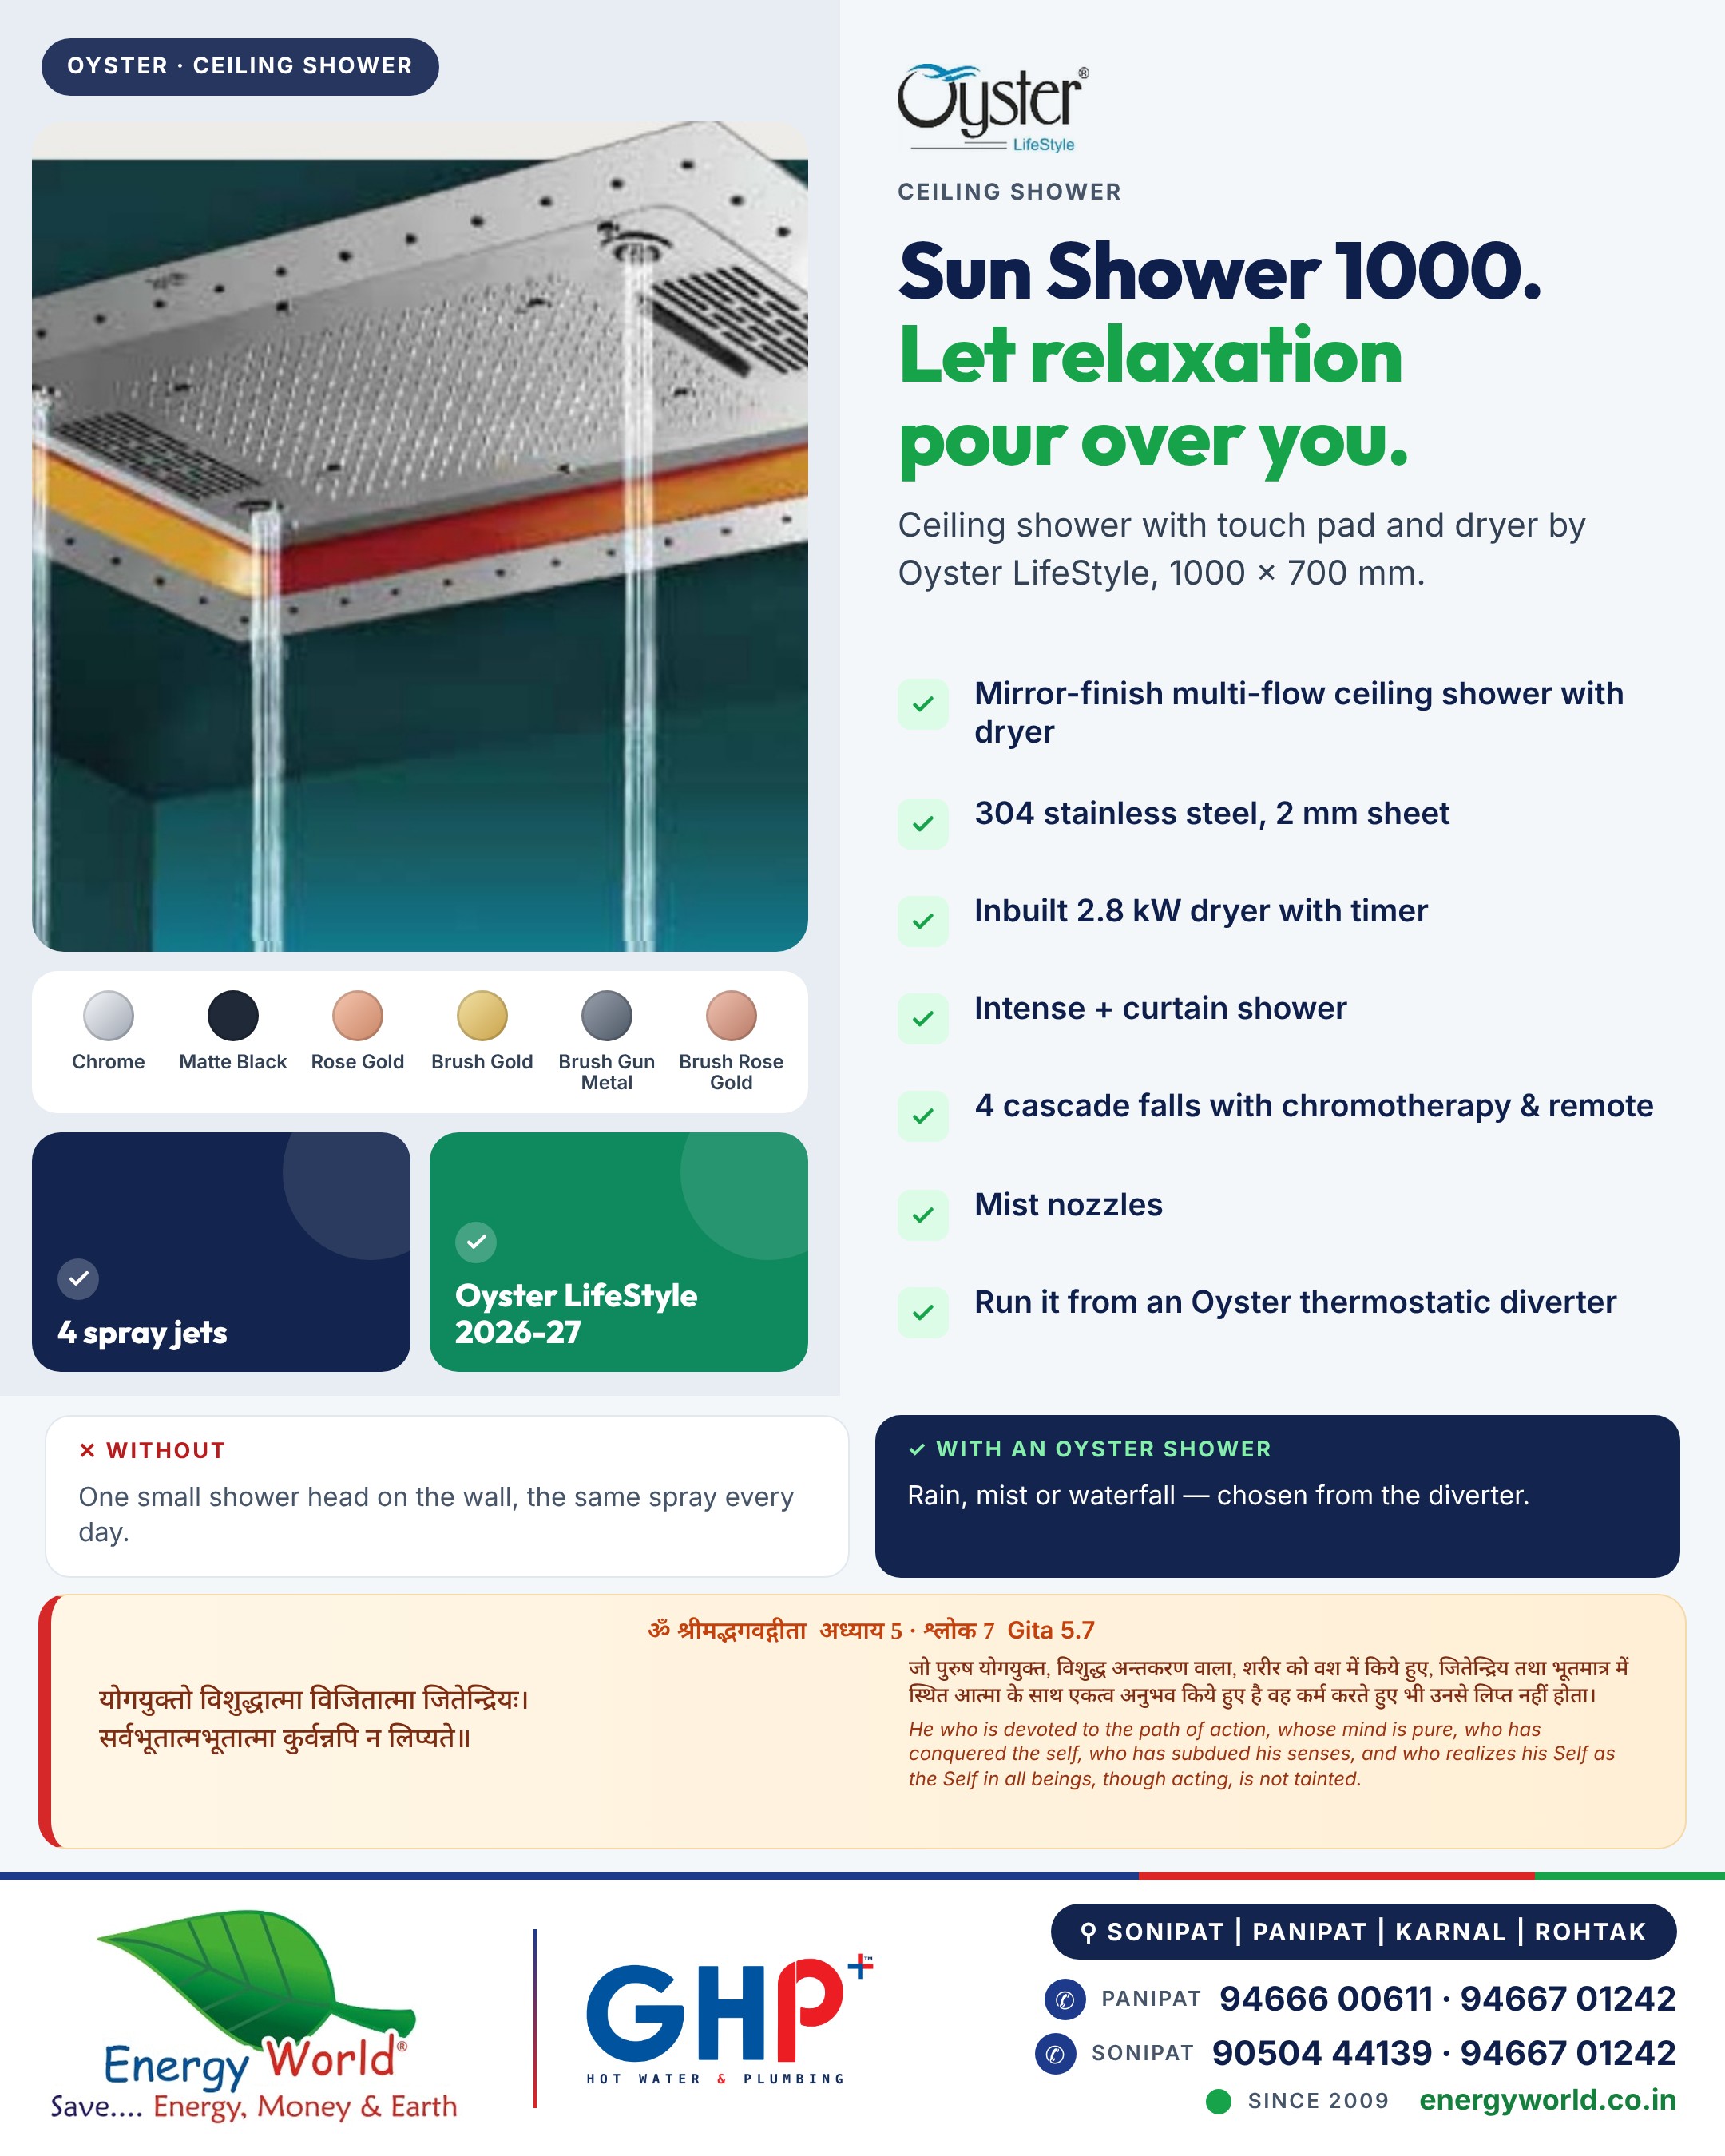 OYSTER · CEILING SHOWER
Oyster®
LifeStyle
CEILING SHOWER
Sun Shower 1000.
Let relaxation
pour over you.
Ceiling shower with touch pad and dryer by
Oyster LifeStyle, 1000 × 700 mm.
Mirror-finish multi-flow ceiling shower with
dryer
304 stainless steel, 2 mm sheet
Inbuilt 2.8 kW dryer with timer
Intense + curtain shower
4 cascade falls with chromotherapy & remote
Mist nozzles
Run it from an Oyster thermostatic diverter
Chrome
Matte Black
Rose Gold
Brush Gold
Brush Gun
Metal
Brush Rose
Gold
4 spray jets
Oyster LifeStyle
2026-27
× WITHOUT
One small shower head on the wall, the same spray every
day.
✓ WITH AN OYSTER SHOWER
Rain, mist or waterfall — chosen from the diverter.
ॐ श्रीमद्भगवद्गीता अध्याय 5 · श्लोक 7 Gita 5.7
योगयुक्तो विशुद्धात्मा विजितात्मा जितेन्द्रियः।
सर्वभूतात्मभूतात्मा कुर्वन्नपि न लिप्यते॥
जो पुरुष योगयुक्त, विशुद्ध अन्तकरण वाला, शरीर को वश में किये हुए, जितेन्द्रिय तथा भूतमात्र में
स्थित आत्मा के साथ एकत्व अनुभव किये हुए है वह कर्म करते हुए भी उनसे लिप्त नहीं होता।
He who is devoted to the path of action, whose mind is pure, who has
conquered the self, who has subdued his senses, and who realizes his Self as
the Self in all beings, though acting, is not tainted.
Energy World®
Save.... Energy, Money & Earth
GHP+™
HOT WATER & PLUMBING
SONIPAT | PANIPAT | KARNAL | ROHTAK
PANIPAT 94666 00611 · 94667 01242
SONIPAT 90504 44139 · 94667 01242
SINCE 2009 energyworld.co.in